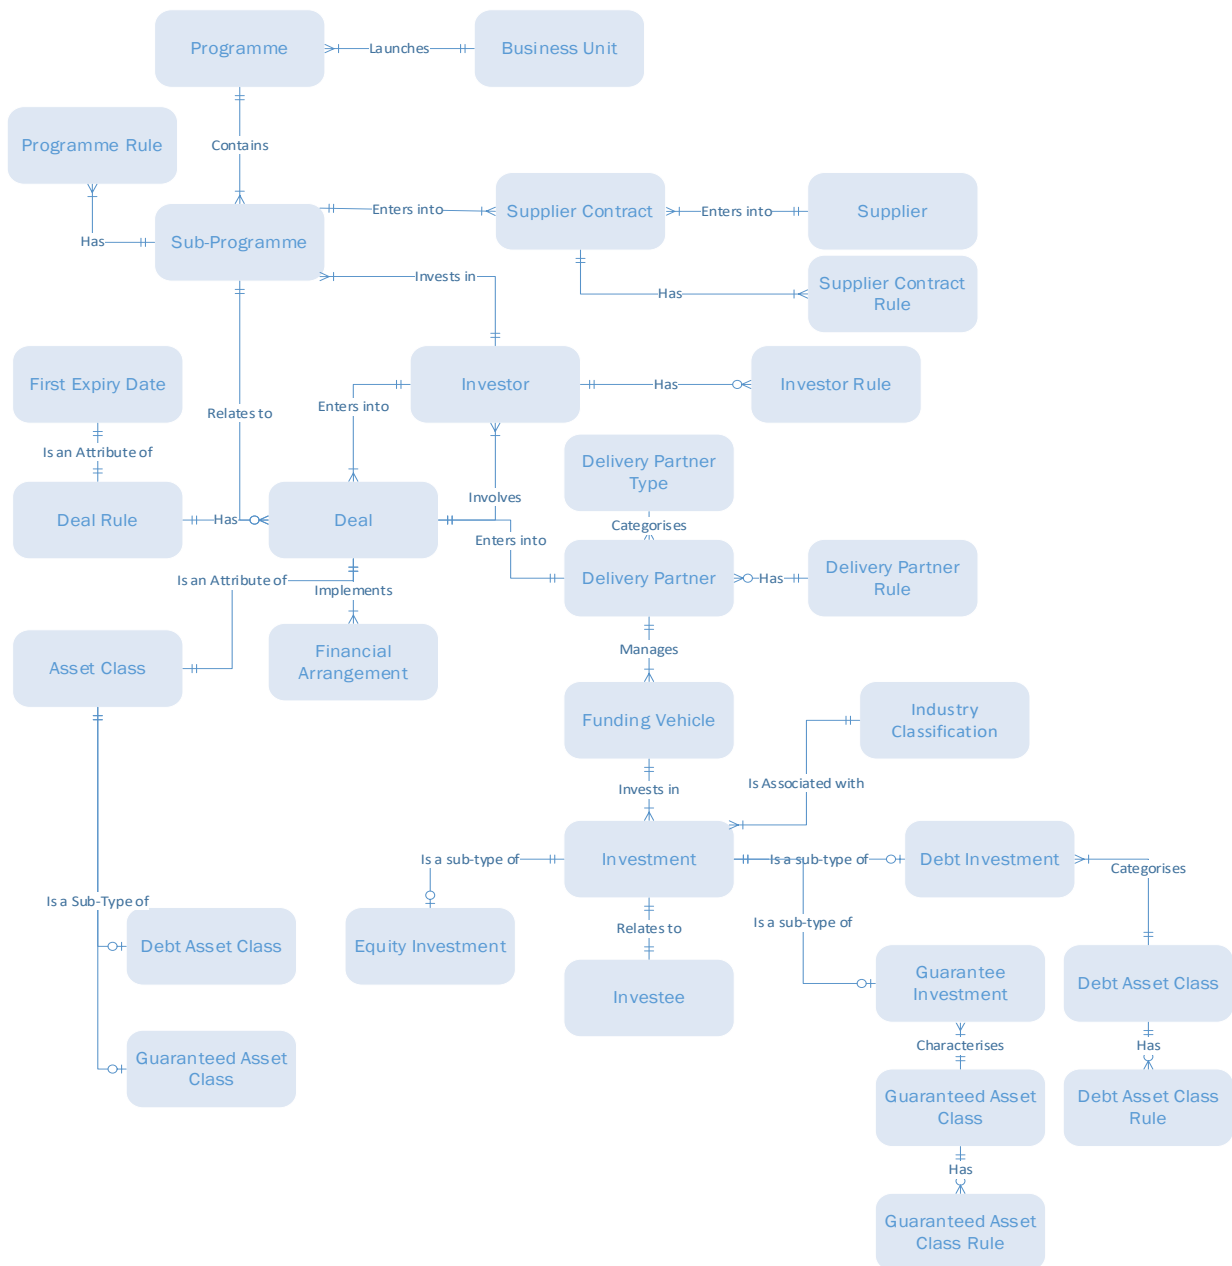 Programme
Launches
Business Unit
Programme Rule
Contains
Enters into
Supplier Contract
Enters into
Supplier
Has
Sub-Programme
Invests in
Has
Supplier Contract
Rule
First Expiry Date
Investor
Has
Investor Rule
Relates to
Enters into
Is an Attribute of
Delivery Partner
Type
Involves
Deal Rule
Has
Deal
Categorises
Enters into
Is an Attribute of
Implements
Delivery Partner
Has
Delivery Partner
Rule
Asset Class
Financial
Arrangement
Manages
Funding Vehicle
Industry
Classification
Invests in
Is Associated with
Is a sub-type of
Investment
Is a sub-type of
Debt Investment
Categorises
Is a Sub-Type of
Relates to
Is a sub-type of
Debt Asset Class
Equity Investment
Investee
Guarantee
Investment
Debt Asset Class
Characterises
Has
Guaranteed Asset
Class
Guaranteed Asset
Class
Debt Asset Class
Rule
Has
Guaranteed Asset
Class Rule